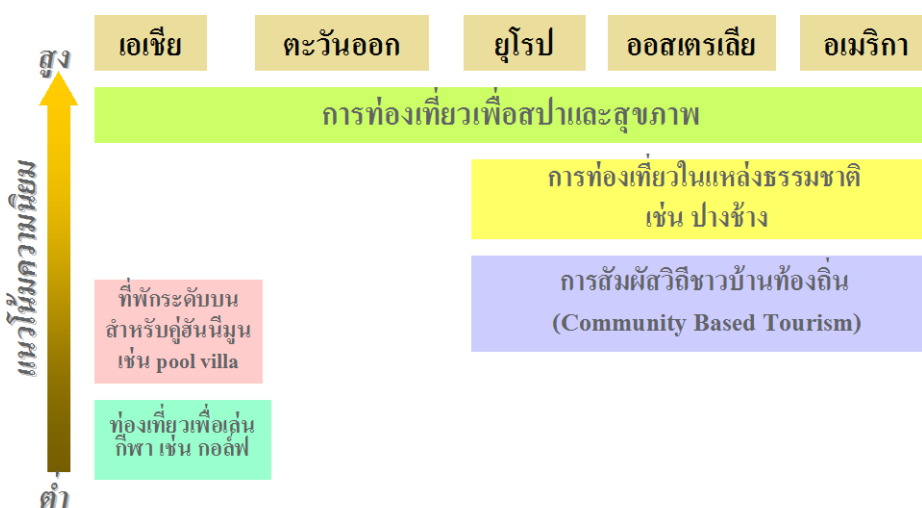 สูง
เอเชีย
ตะวันออก
ยุโรป
ออสเตรเลีย
อเมริกา
การท่องเที่ยวเพื่อสปาและสุขภาพ
การท่องเที่ยวในแหล่งธรรมชาติ
เช่น ปางช้าง
การสัมผัสวิถีชาวบ้านท้องถิ่น
(Community Based Tourism)
แนวโน้มความนิยม
ที่พักระดับบน
สำหรับคู่ฮันนีมูน
เช่น pool villa
ท่องเที่ยวเพื่อเล่น
กีฬา เช่น กอล์ฟ
ต่ำ